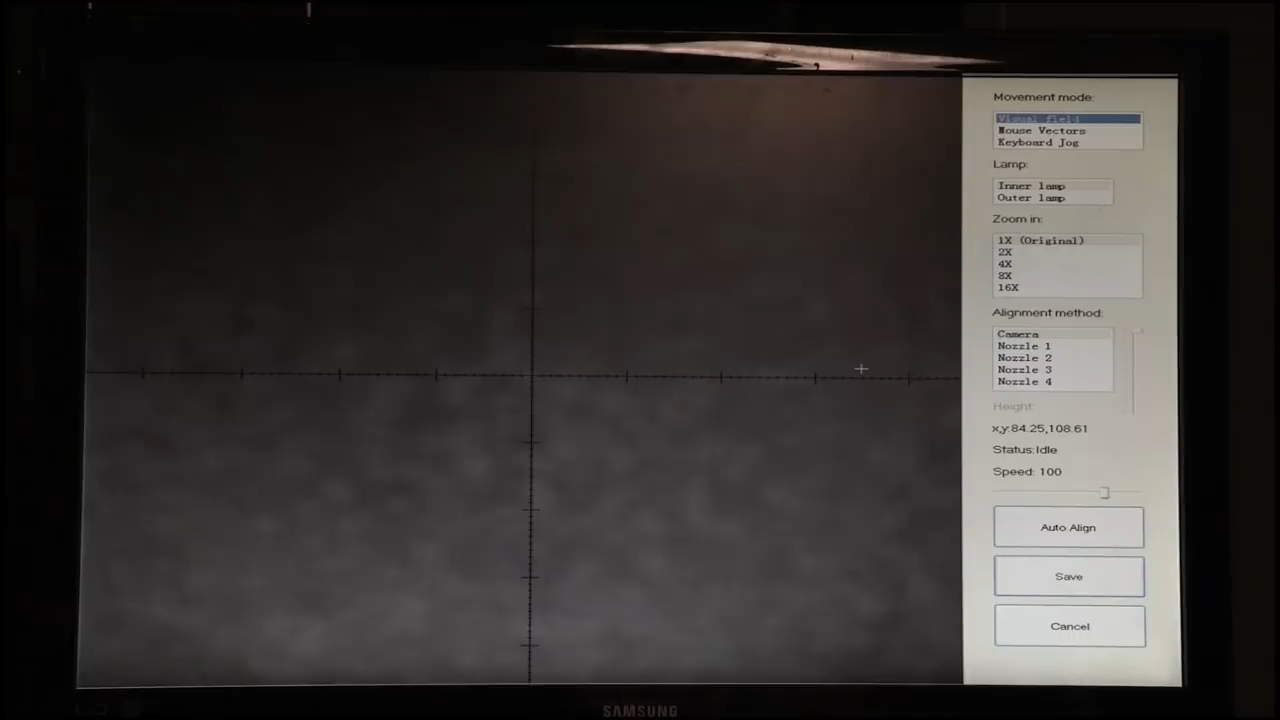 Movement mode:
Visual field
Mouse Vectors
Keyboard Jog
Lamp:
Inner lamp
Outer lamp
Zoom in:
1X (Original)
2X
4X
8X
16X
Alignment method:
Camera
Nozzle 1
Nozzle 2
Nozzle 3
Nozzle 4
Height:
x,y:84.25,108.61
Status:Idle
Speed: 100
Auto Align
Save
Cancel
SAMSUNG